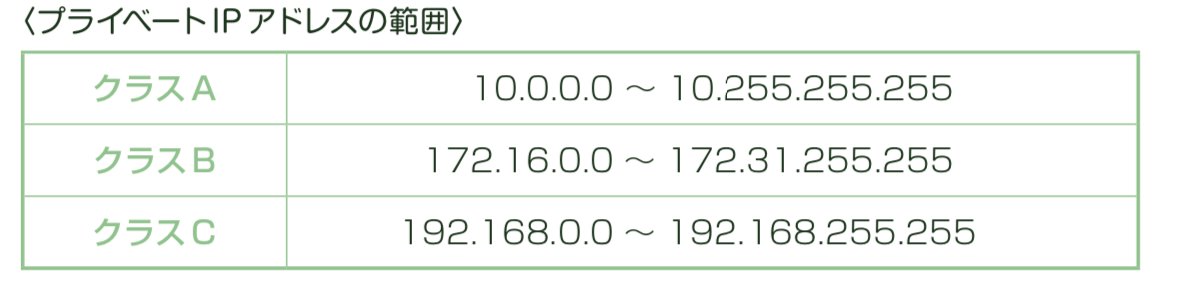 〈プライベートIPアドレスの範囲〉
クラスA 10.0.0.0 ～ 10.255.255.255
クラスB 172.16.0.0 ～ 172.31.255.255
クラスC 192.168.0.0 ～ 192.168.255.255